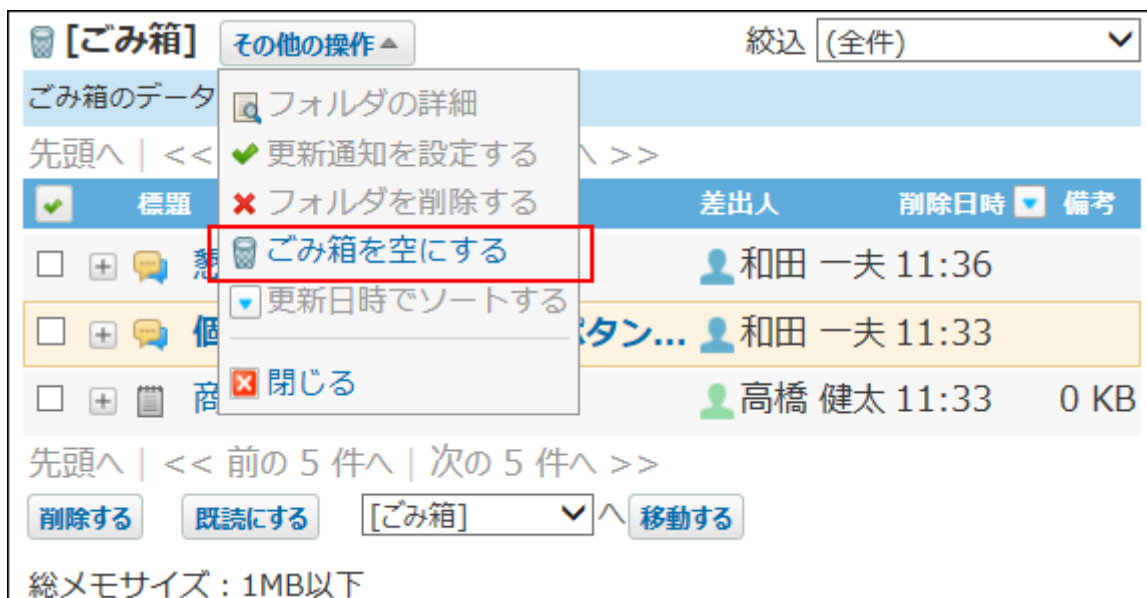 [ごみ箱] その他の操作 絞込 (全件)
ごみ箱のデータ
フォルダの詳細
先頭へ | << へ >>
更新通知を設定する
標題 差出人 削除日時 備考
フォルダを削除する
ごみ箱を空にする
懇 和田 一夫 11:36
更新日時でソートする
個 ボタン... 和田 一夫 11:33
閉じる
商 高橋 健太 11:33 0 KB
先頭へ | << 前の 5 件へ | 次の 5 件へ >>
削除する 既読にする [ごみ箱] へ 移動する
総メモサイズ : 1MB以下